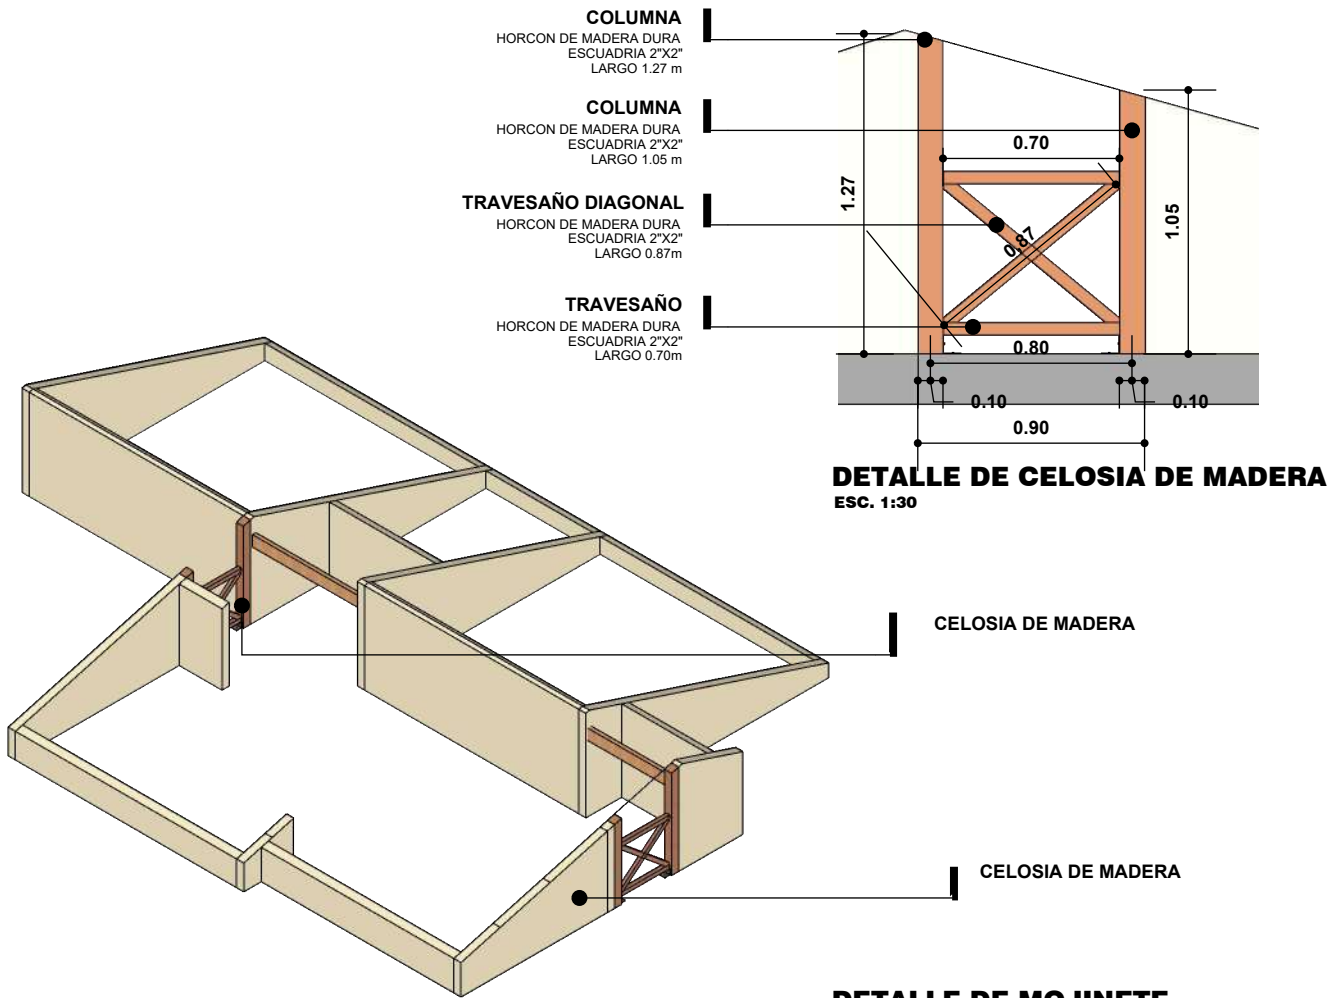 COLUMNA
HORCON DE MADERA DURA
ESCUADRIA 2"X2"
LARGO 1.27 m
COLUMNA
HORCON DE MADERA DURA
ESCUADRIA 2"X2"
LARGO 1.05 m
TRAVESAÑO DIAGONAL
HORCON DE MADERA DURA
ESCUADRIA 2"X2"
LARGO 0.87m
TRAVESAÑO
HORCON DE MADERA DURA
ESCUADRIA 2"X2"
LARGO 0.70m
0.70
1.27
1.05
0.87
0.80
0.10
0.10
0.90
DETALLE DE CELOSIA DE MADERA
ESC. 1:30
CELOSIA DE MADERA
CELOSIA DE MADERA
DETALLE DE MOJINETE